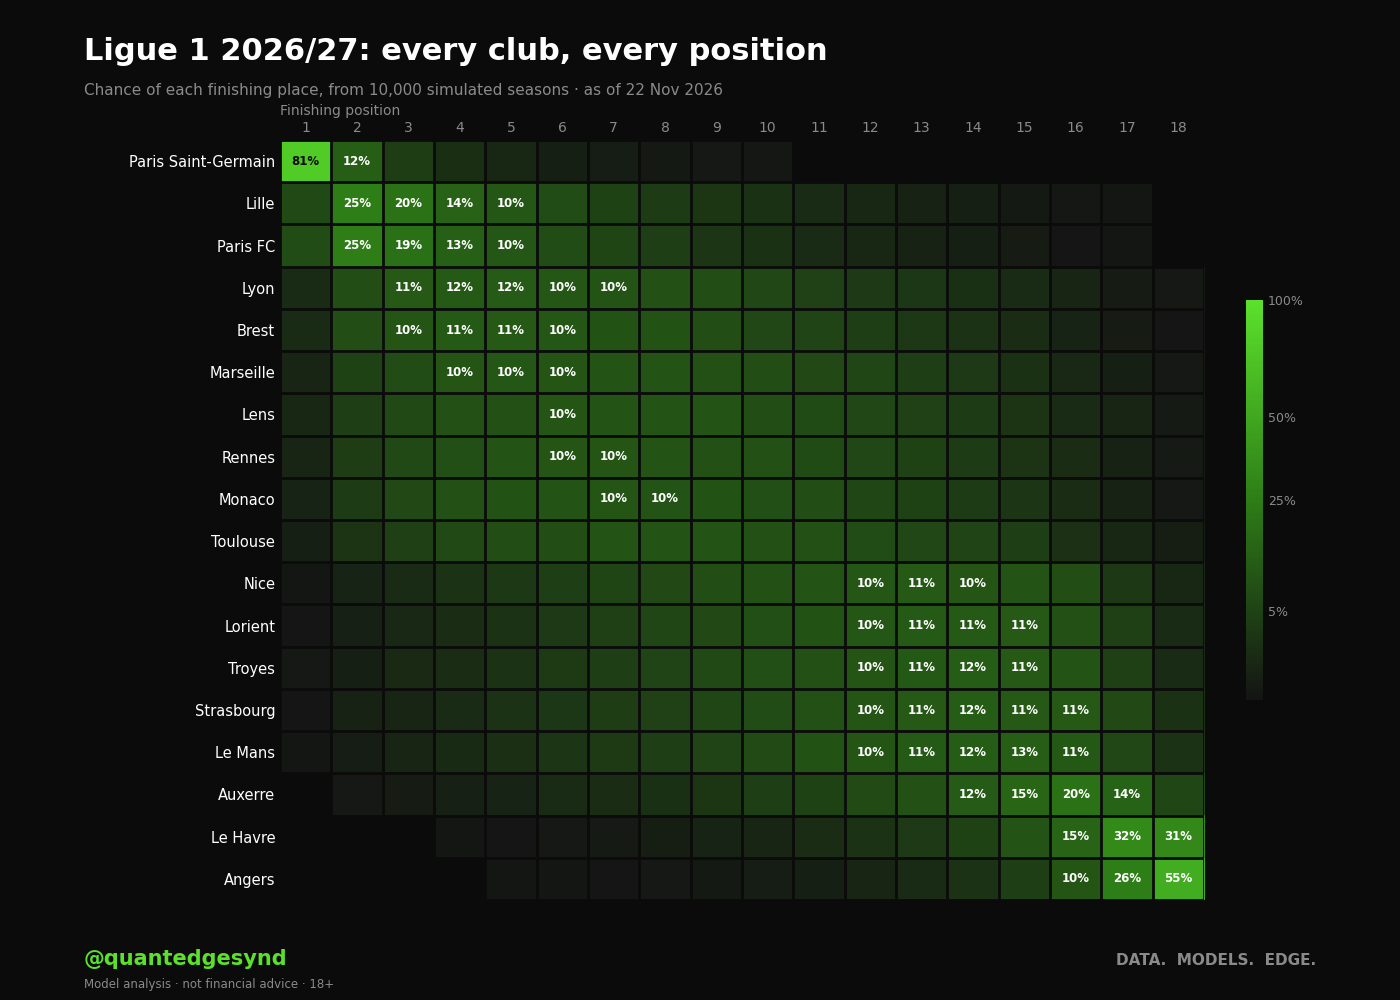 Ligue 1 2026/27: every club, every position
Chance of each finishing place, from 10,000 simulated seasons · as of 22 Nov 2026
Finishing position
1 2 3 4 5 6 7 8 9 10 11 12 13 14 15 16 17 18
Paris Saint-Germain 81% 12%
Lille 25% 20% 14% 10%
Paris FC 25% 19% 13% 10%
Lyon 11% 12% 12% 10% 10%
Brest 10% 11% 11% 10%
Marseille 10% 10% 10%
Lens 10%
Rennes 10% 10%
Monaco 10% 10%
Toulouse
Nice 10% 11% 10%
Lorient 10% 11% 11% 11%
Troyes 10% 11% 12% 11%
Strasbourg 10% 11% 12% 11% 11%
Le Mans 10% 11% 12% 13% 11%
Auxerre 12% 15% 20% 14%
Le Havre 15% 32% 31%
Angers 10% 26% 55%
100%
50%
25%
5%
@quantedgesynd
DATA. MODELS. EDGE.
Model analysis · not financial advice · 18+